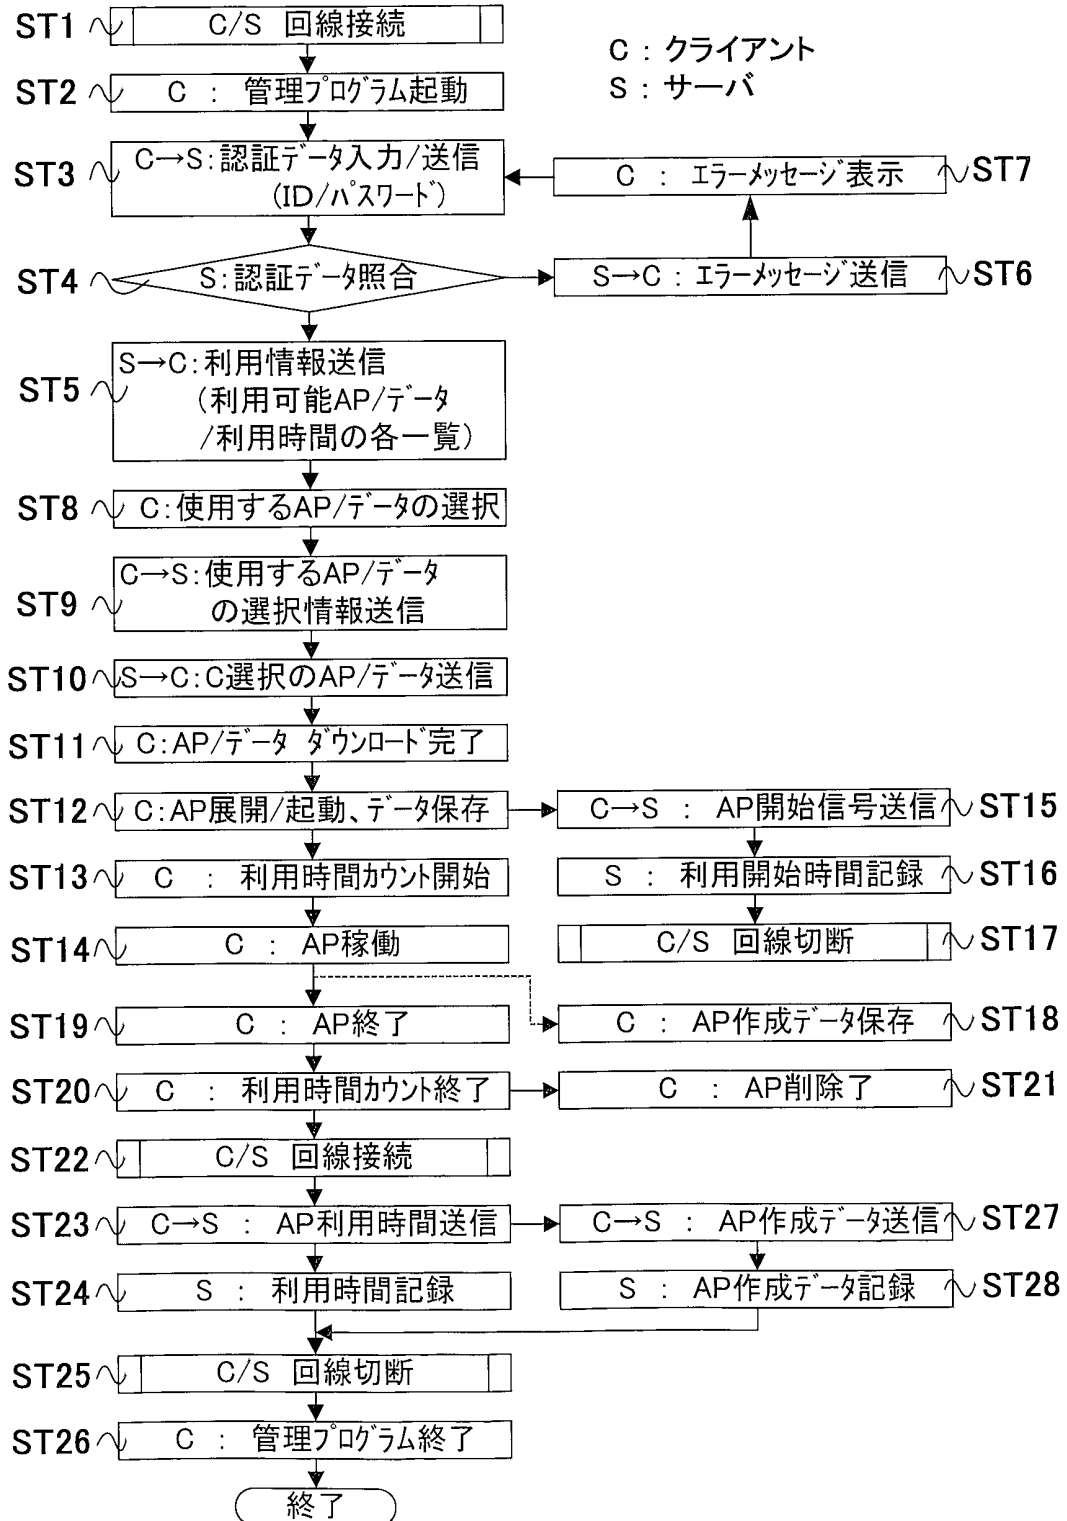 ST1 C/S 回線接続
C : クライアント
S : サーバ
ST2 C : 管理プログラム起動
ST3 C→S:認証データ入力/送信
(ID/パスワード)
C : エラーメッセージ表示 ST7
ST4 S:認証データ照合
S→C:エラーメッセージ送信 ST6
ST5 S→C:利用情報送信
(利用可能AP/データ
/利用時間の各一覧)
ST8 C:使用するAP/データの選択
ST9 C→S:使用するAP/データ
の選択情報送信
ST10 S→C:C選択のAP/データ送信
ST11 C:AP/データ ダウンロード完了
ST12 C:AP展開/起動、データ保存
C→S : AP開始信号送信 ST15
ST13 C : 利用時間カウント開始
S : 利用開始時間記録 ST16
ST14 C : AP稼働
C/S 回線切断 ST17
ST19 C : AP終了
C : AP作成データ保存 ST18
ST20 C : 利用時間カウント終了
C : AP削除了 ST21
ST22 C/S 回線接続
ST23 C→S : AP利用時間送信
C→S : AP作成データ送信 ST27
ST24 S : 利用時間記録
S : AP作成データ記録 ST28
ST25 C/S 回線切断
ST26 C : 管理プログラム終了
終了